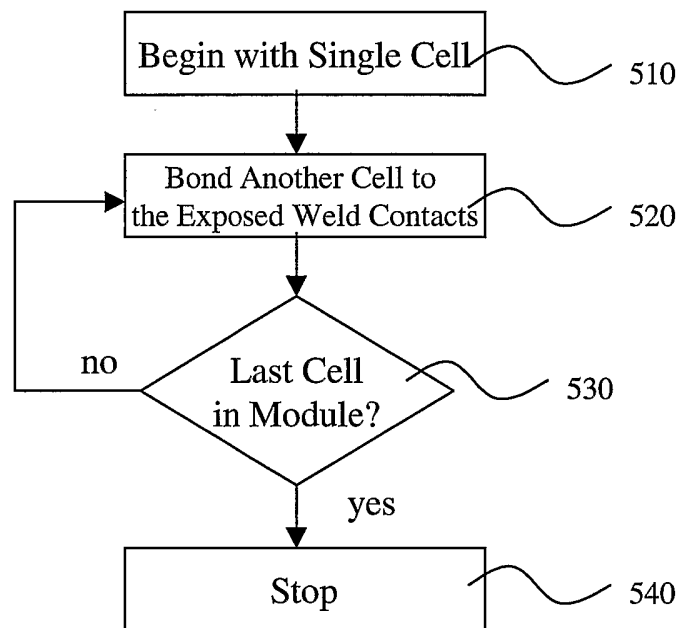 Begin with Single Cell
510
Bond Another Cell to
the Exposed Weld Contacts
520
no
Last Cell
in Module?
530
yes
Stop
540